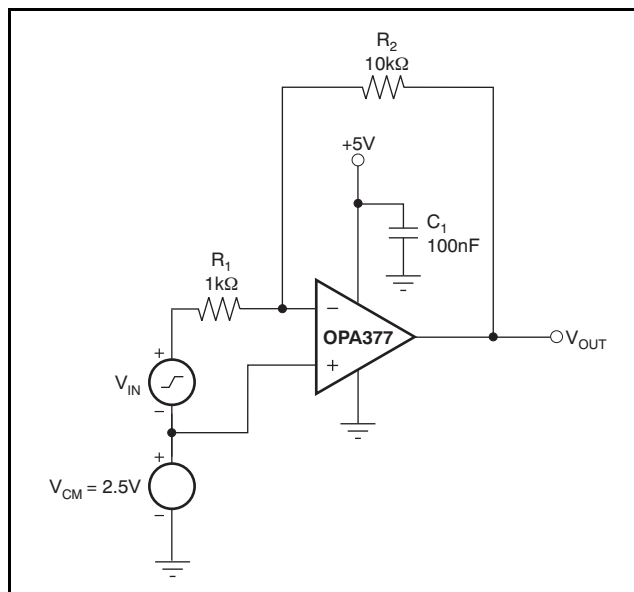 R2
10kΩ
+5V
C1
100nF
R1
1kΩ
−
OPA377
+
VOUT
+
VIN
−
+
VCM = 2.5V
−